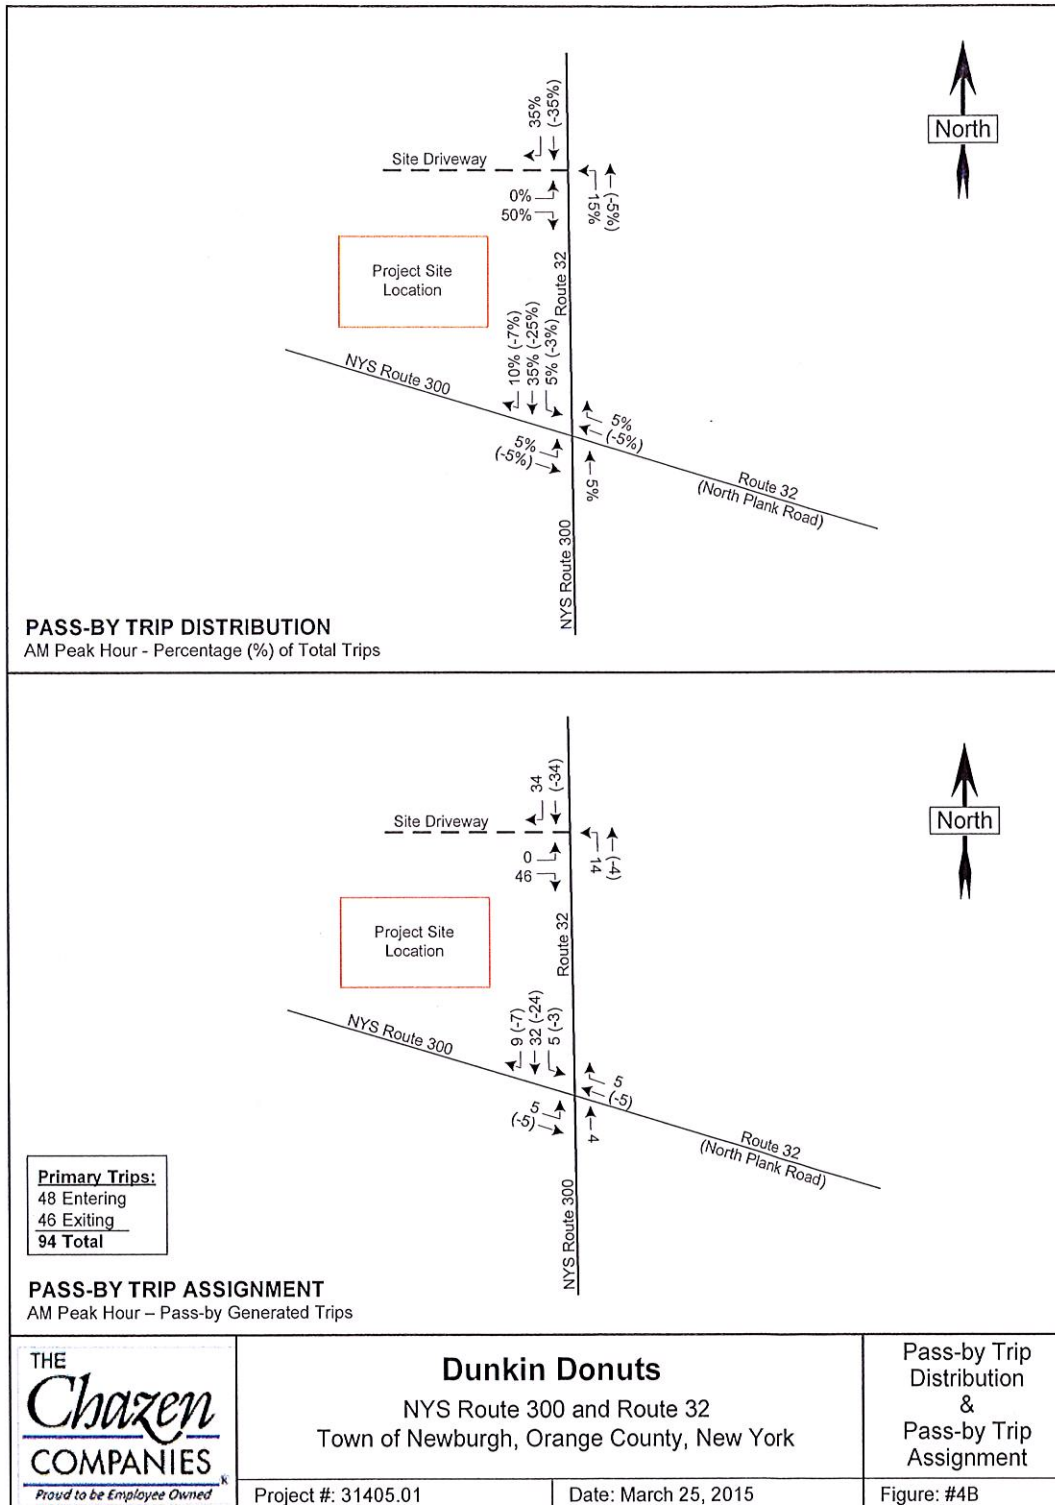 North
35%
(-35%)
Site Driveway
0%
50%
15%
(-5%)
Project Site
Location
Route 32
10% (-7%)
35% (-25%)
5% (-3%)
NYS Route 300
5%
(-5%)
5%
(-5%)
5%
Route 32
(North Plank Road)
NYS Route 300
PASS-BY TRIP DISTRIBUTION
AM Peak Hour - Percentage (%) of Total Trips
North
34
(-34)
Site Driveway
0
46
14
(-4)
Project Site
Location
Route 32
9 (-7)
32 (-24)
5 (-3)
NYS Route 300
5
(-5)
5
(-5)
4
Route 32
(North Plank Road)
NYS Route 300
Primary Trips:
48 Entering
46 Exiting
94 Total
PASS-BY TRIP ASSIGNMENT
AM Peak Hour – Pass-by Generated Trips
THE
Chazen
COMPANIES
Proud to be Employee Owned
Dunkin Donuts
NYS Route 300 and Route 32
Town of Newburgh, Orange County, New York
Project #: 31405.01
Date: March 25, 2015
Pass-by Trip
Distribution
&
Pass-by Trip
Assignment
Figure: #4B